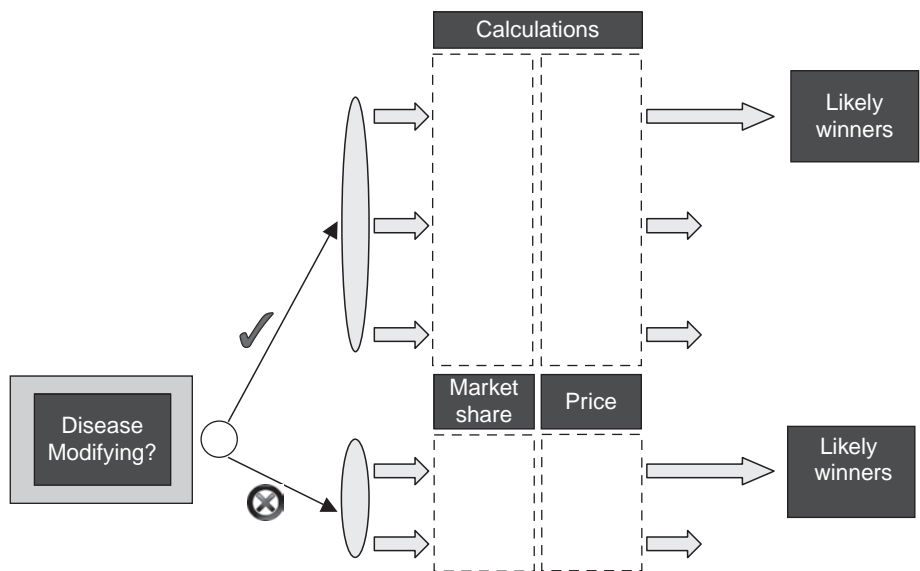 Calculations
Likely
winners
Market
share
Price
Disease
Modifying?
Likely
winners